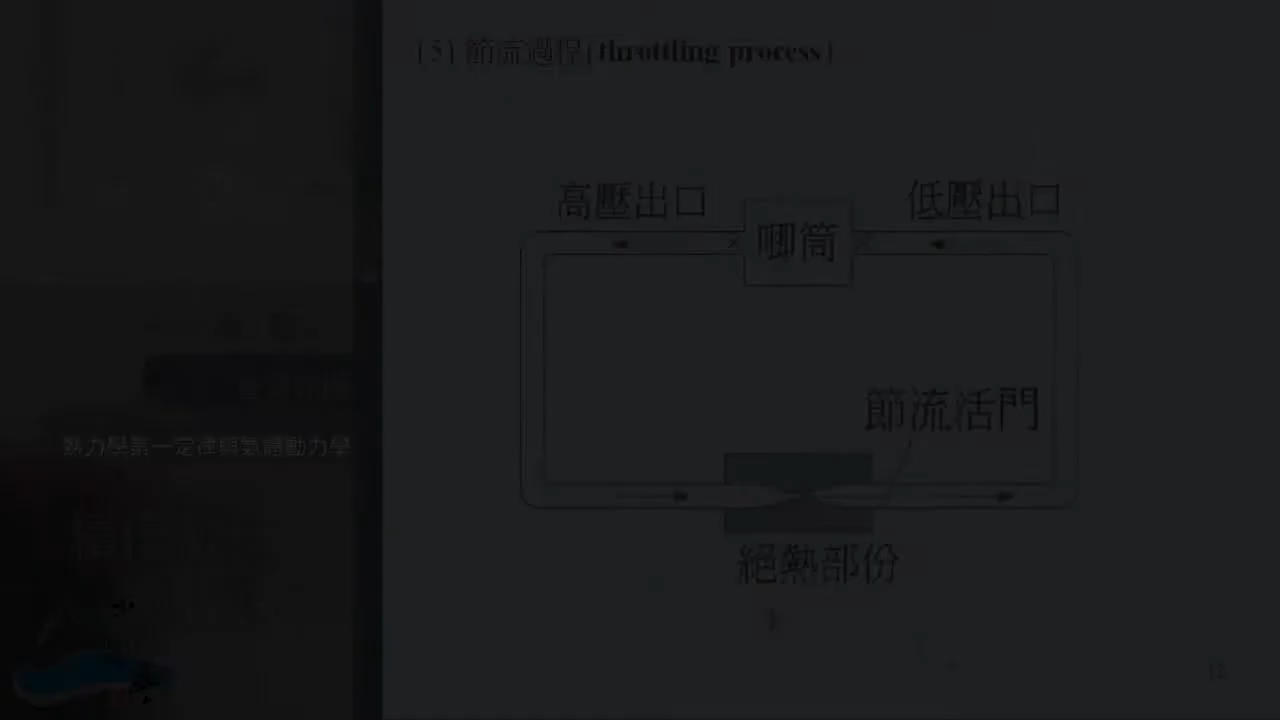 (5) 節流過程(throttling process)
高壓出口
低壓出口
唧筒
節流活門
熱力學第一定律與氣體動力學
絕熱部份
12